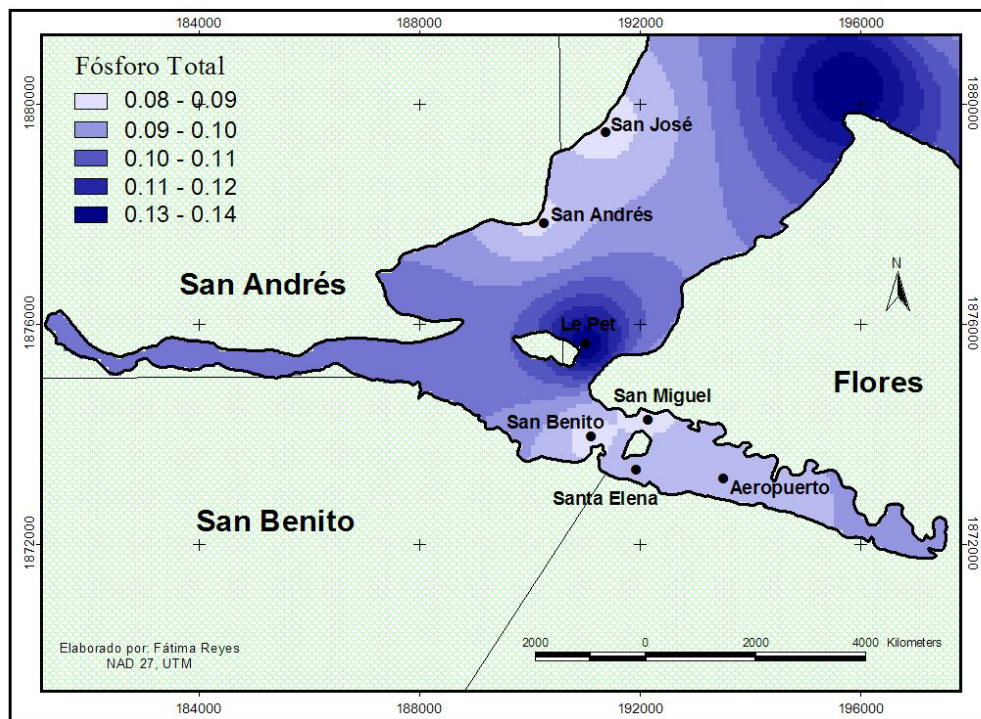 184000 188000 192000 196000
Fósforo Total
0.08 - 0.09
0.09 - 0.10
0.10 - 0.11
0.11 - 0.12
0.13 - 0.14
1880000
1880000
San José
San Andrés
San Andrés
N
1876000
Le Pet
1876000
Flores
San Miguel
San Benito
Aeropuerto
Santa Elena
San Benito
1872000
1872000
Elaborado por: Fátima Reyes
NAD 27, UTM
2000 0 2000 4000 Kilometers
184000 188000 192000 196000